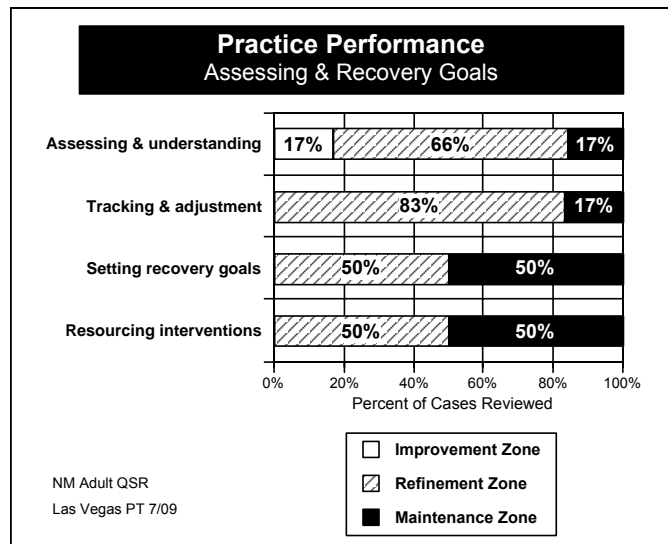 Practice Performance
Assessing & Recovery Goals
Assessing & understanding 17% 66% 17%
Tracking & adjustment 83% 17%
Setting recovery goals 50% 50%
Resourcing interventions 50% 50%
0% 20% 40% 60% 80% 100%
Percent of Cases Reviewed
Improvement Zone
Refinement Zone
Maintenance Zone
NM Adult QSR
Las Vegas PT 7/09